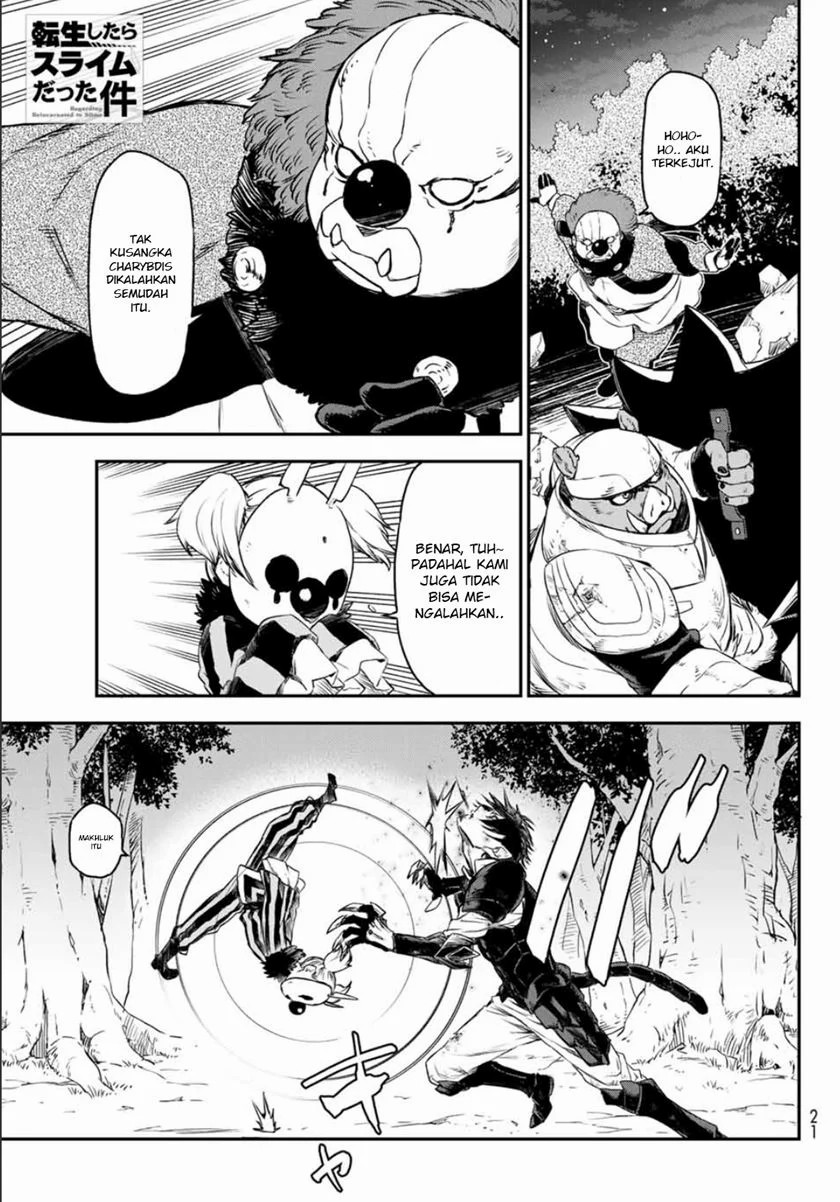 転生したら
スライム
だった件
Regarding
Reincarnated to Slime
HOHO-
HO.. AKU
TERKEJUT.
TAK
KUSANGKA
CHARYBDIS
DIKALAHKAN
SEMUDAH
ITU.
BENAR, TUH~
PADAHAL KAMI
JUGA TIDAK
BISA ME-
NGALAHKAN..
MAKHLUK
ITU
21